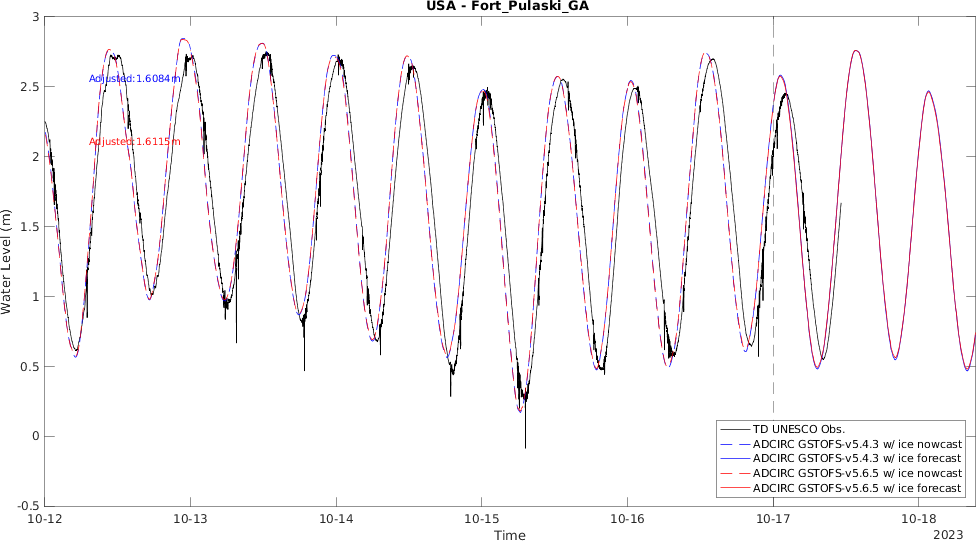 USA - Fort_Pulaski_GA
3
2.5
2
1.5
1
0.5
0
-0.5
Water Level (m)
Adjusted:1.6084m
Adjusted:1.6115m
TD UNESCO Obs.
ADCIRC GSTOFS-v5.4.3 w/ ice nowcast
ADCIRC GSTOFS-v5.4.3 w/ ice forecast
ADCIRC GSTOFS-v5.6.5 w/ ice nowcast
ADCIRC GSTOFS-v5.6.5 w/ ice forecast
10-12 10-13 10-14 10-15 10-16 10-17 10-18
Time
2023